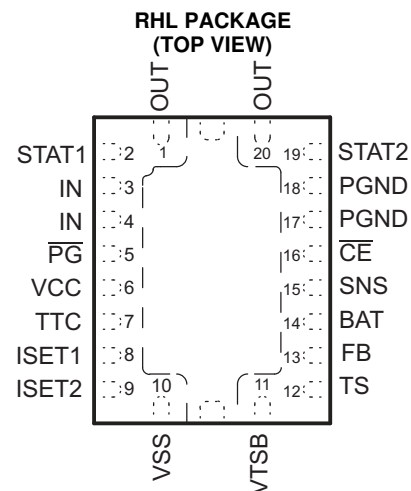 RHL PACKAGE
(TOP VIEW)
OUT OUT
1 20
STAT1 2 19 STAT2
IN 3 18 PGND
IN 4 17 PGND
P̅G̅ 5 16 C̅E̅
VCC 6 15 SNS
TTC 7 14 BAT
ISET1 8 13 FB
ISET2 9 12 TS
10 11
VSS VTSB